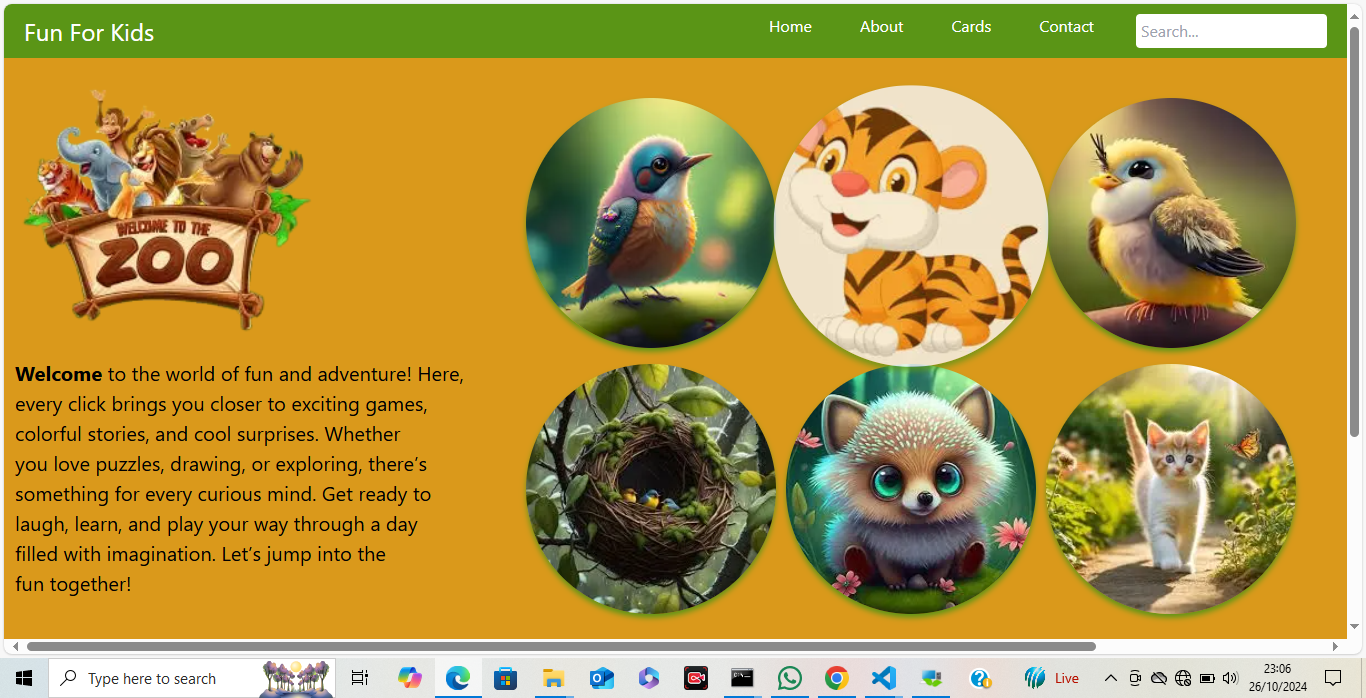 Fun For Kids
Home
About
Cards
Contact
Search...
WELCOME TO THE
ZOO
Welcome to the world of fun and adventure! Here,
every click brings you closer to exciting games,
colorful stories, and cool surprises. Whether
you love puzzles, drawing, or exploring, there's
something for every curious mind. Get ready to
laugh, learn, and play your way through a day
filled with imagination. Let's jump into the
fun together!
Type here to search
Live
23:06
26/10/2024